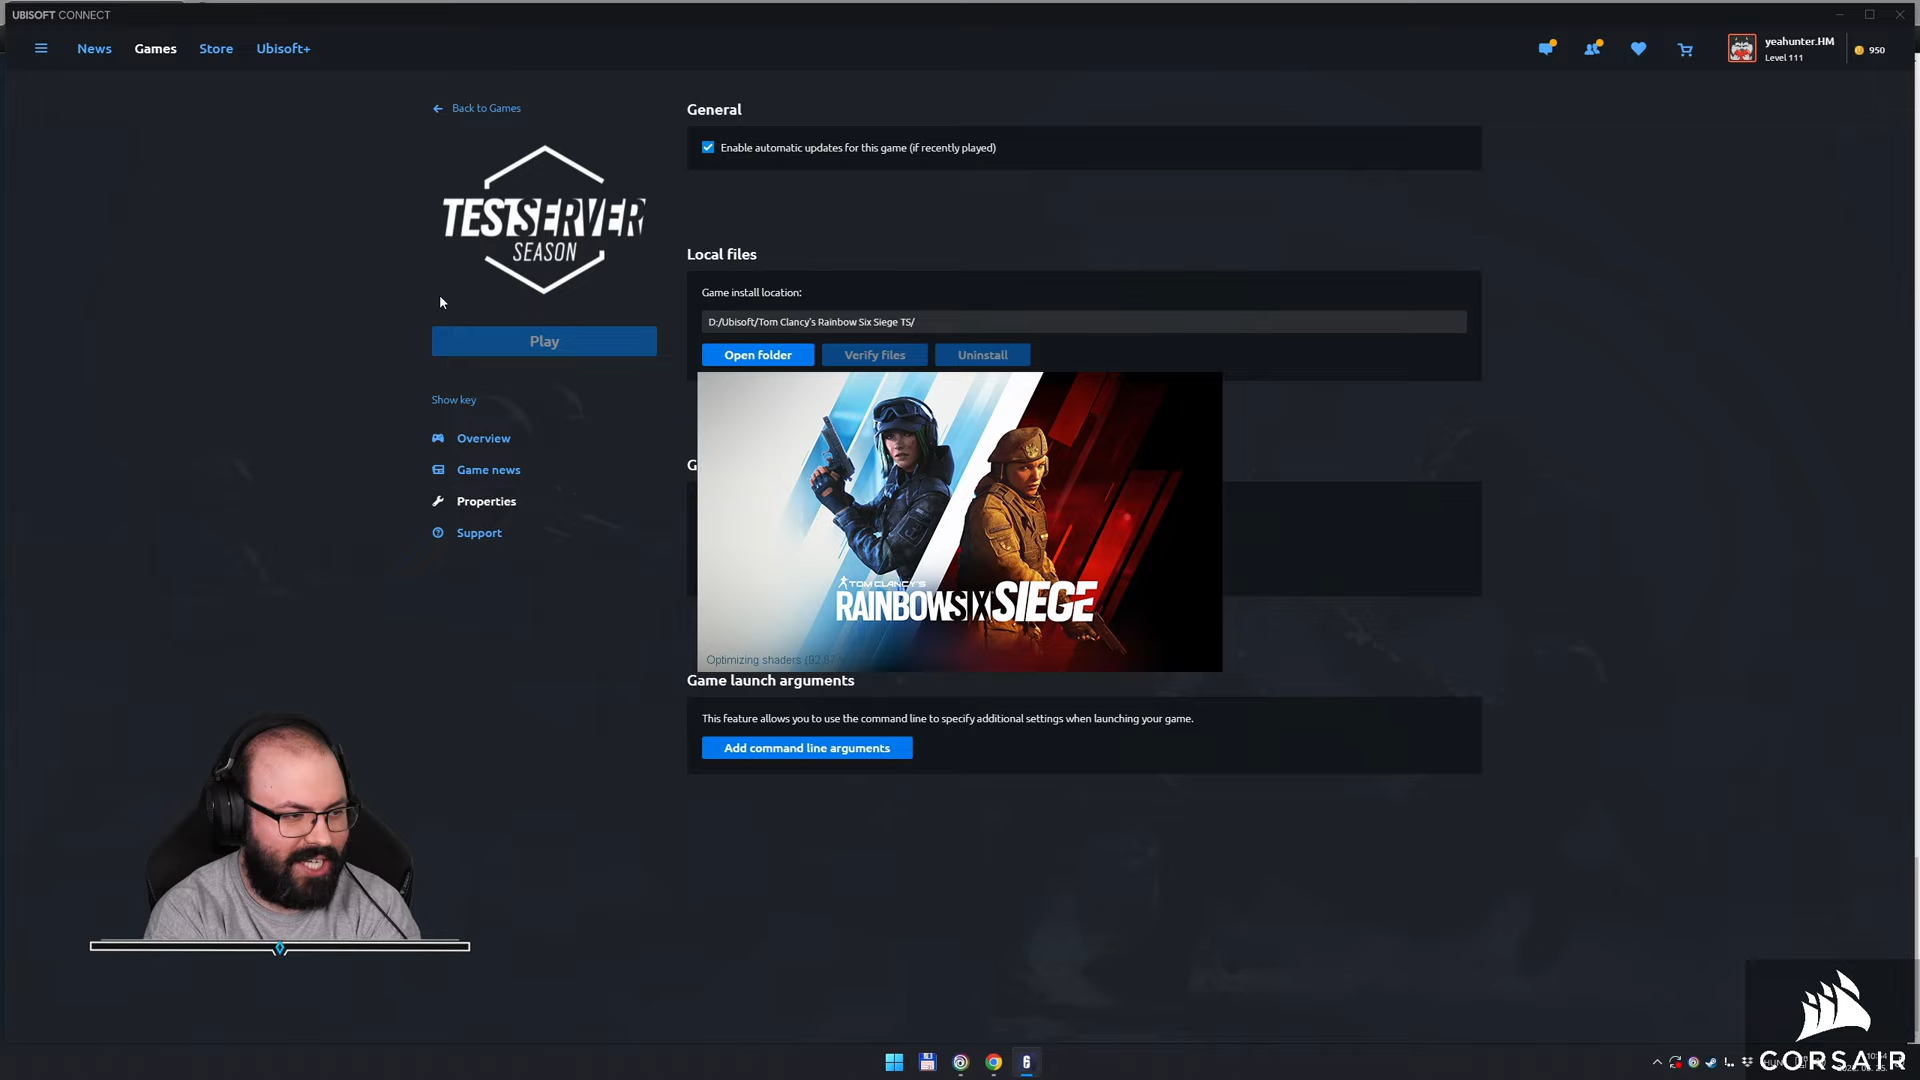 UBISOFT CONNECT
News
Games
Store
Ubisoft+
yeahunter.HM
Level 111
950
Back to Games
TESTSERVER
SEASON
Play
Show key
Overview
Game news
Properties
Support
General
Enable automatic updates for this game (if recently played)
Local files
Game install location:
D:/Ubisoft/Tom Clancy's Rainbow Six Siege TS/
Open folder
Verify files
Uninstall
G
TOM CLANCY'S
RAINBOWSIX SIEGE
Optimizing shaders (92.8
Game launch arguments
This feature allows you to use the command line to specify additional settings when launching your game.
Add command line arguments
CORSAIR